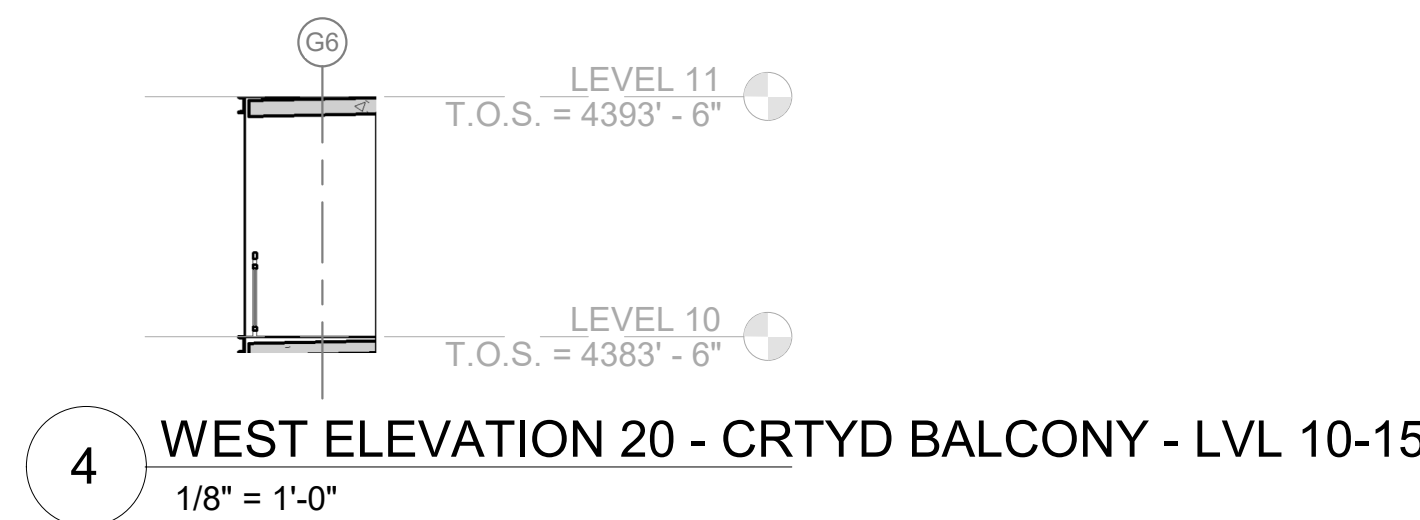 G6
LEVEL 11
T.O.S. = 4393' - 6"
LEVEL 10
T.O.S. = 4383' - 6"
4
WEST ELEVATION 20 - CRTYD BALCONY - LVL 10-15
1/8" = 1'-0"